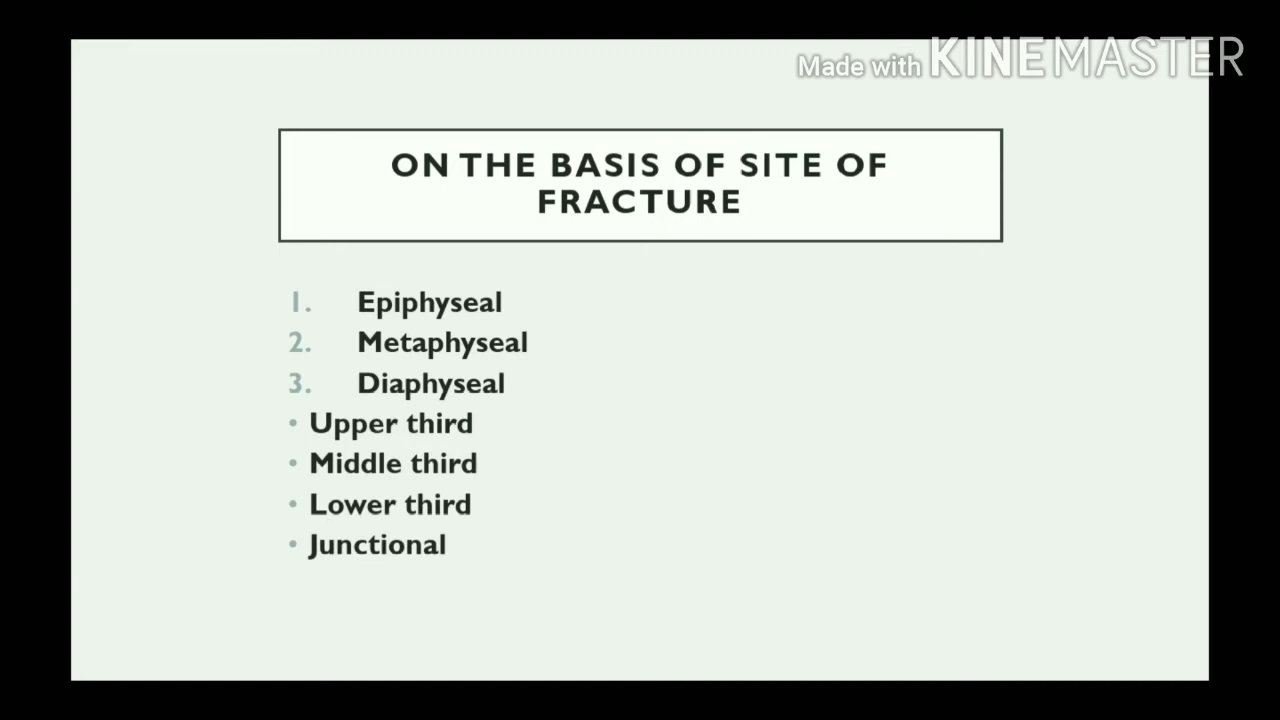 Made with KINEMASTER
ON THE BASIS OF SITE OF
FRACTURE
1. Epiphyseal
2. Metaphyseal
3. Diaphyseal
• Upper third
• Middle third
• Lower third
• Junctional